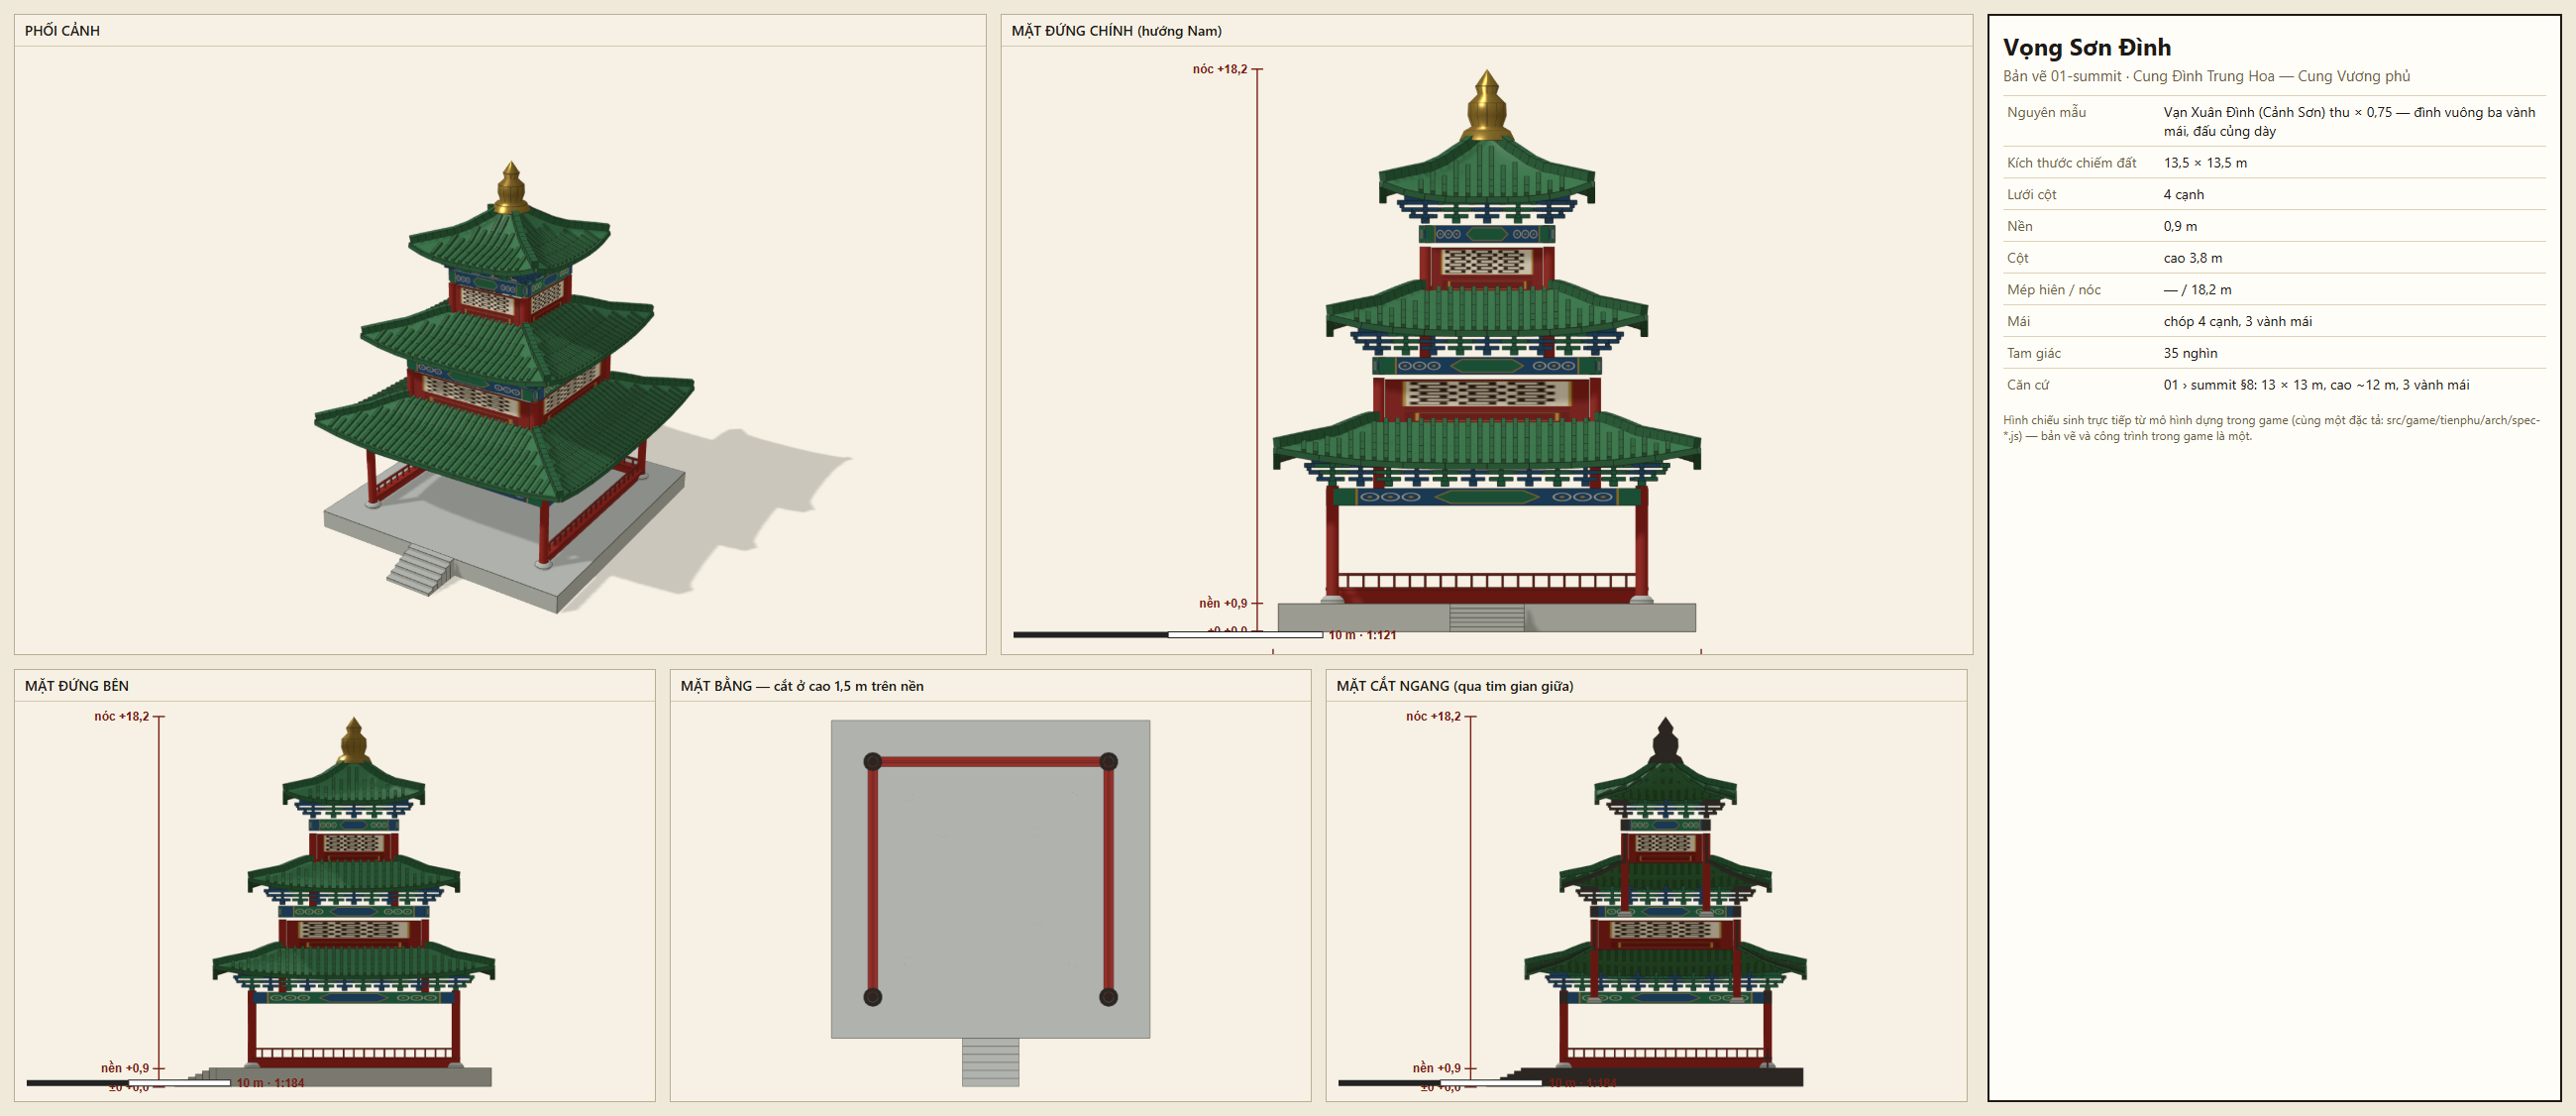 PHỐI CẢNH
MẶT ĐỨNG CHÍNH (hướng Nam)
nóc +18,2
nền +0,9
±0 +0,0
10 m · 1:121
MẶT ĐỨNG BÊN
nóc +18,2
nền +0,9
±0 +0,0
10 m · 1:184
MẶT BẰNG — cắt ở cao 1,5 m trên nền
MẶT CẮT NGANG (qua tim gian giữa)
nóc +18,2
nền +0,9
±0 +0,0
10 m · 1:184
Vọng Sơn Đình
Bản vẽ 01-summit · Cung Đình Trung Hoa — Cung Vương phủ
Nguyên mẫu Vạn Xuân Đình (Cảnh Sơn) thu × 0,75 — đình vuông ba vành
mái, đấu củng dày
Kích thước chiếm đất 13,5 × 13,5 m
Lưới cột 4 cạnh
Nền 0,9 m
Cột cao 3,8 m
Mép hiên / nóc — / 18,2 m
Mái chóp 4 cạnh, 3 vành mái
Tam giác 35 nghìn
Căn cứ 01 › summit §8: 13 × 13 m, cao ~12 m, 3 vành mái
Hình chiếu sinh trực tiếp từ mô hình dựng trong game (cùng một đặc tả: src/game/tienphu/arch/spec-
*.js) — bản vẽ và công trình trong game là một.